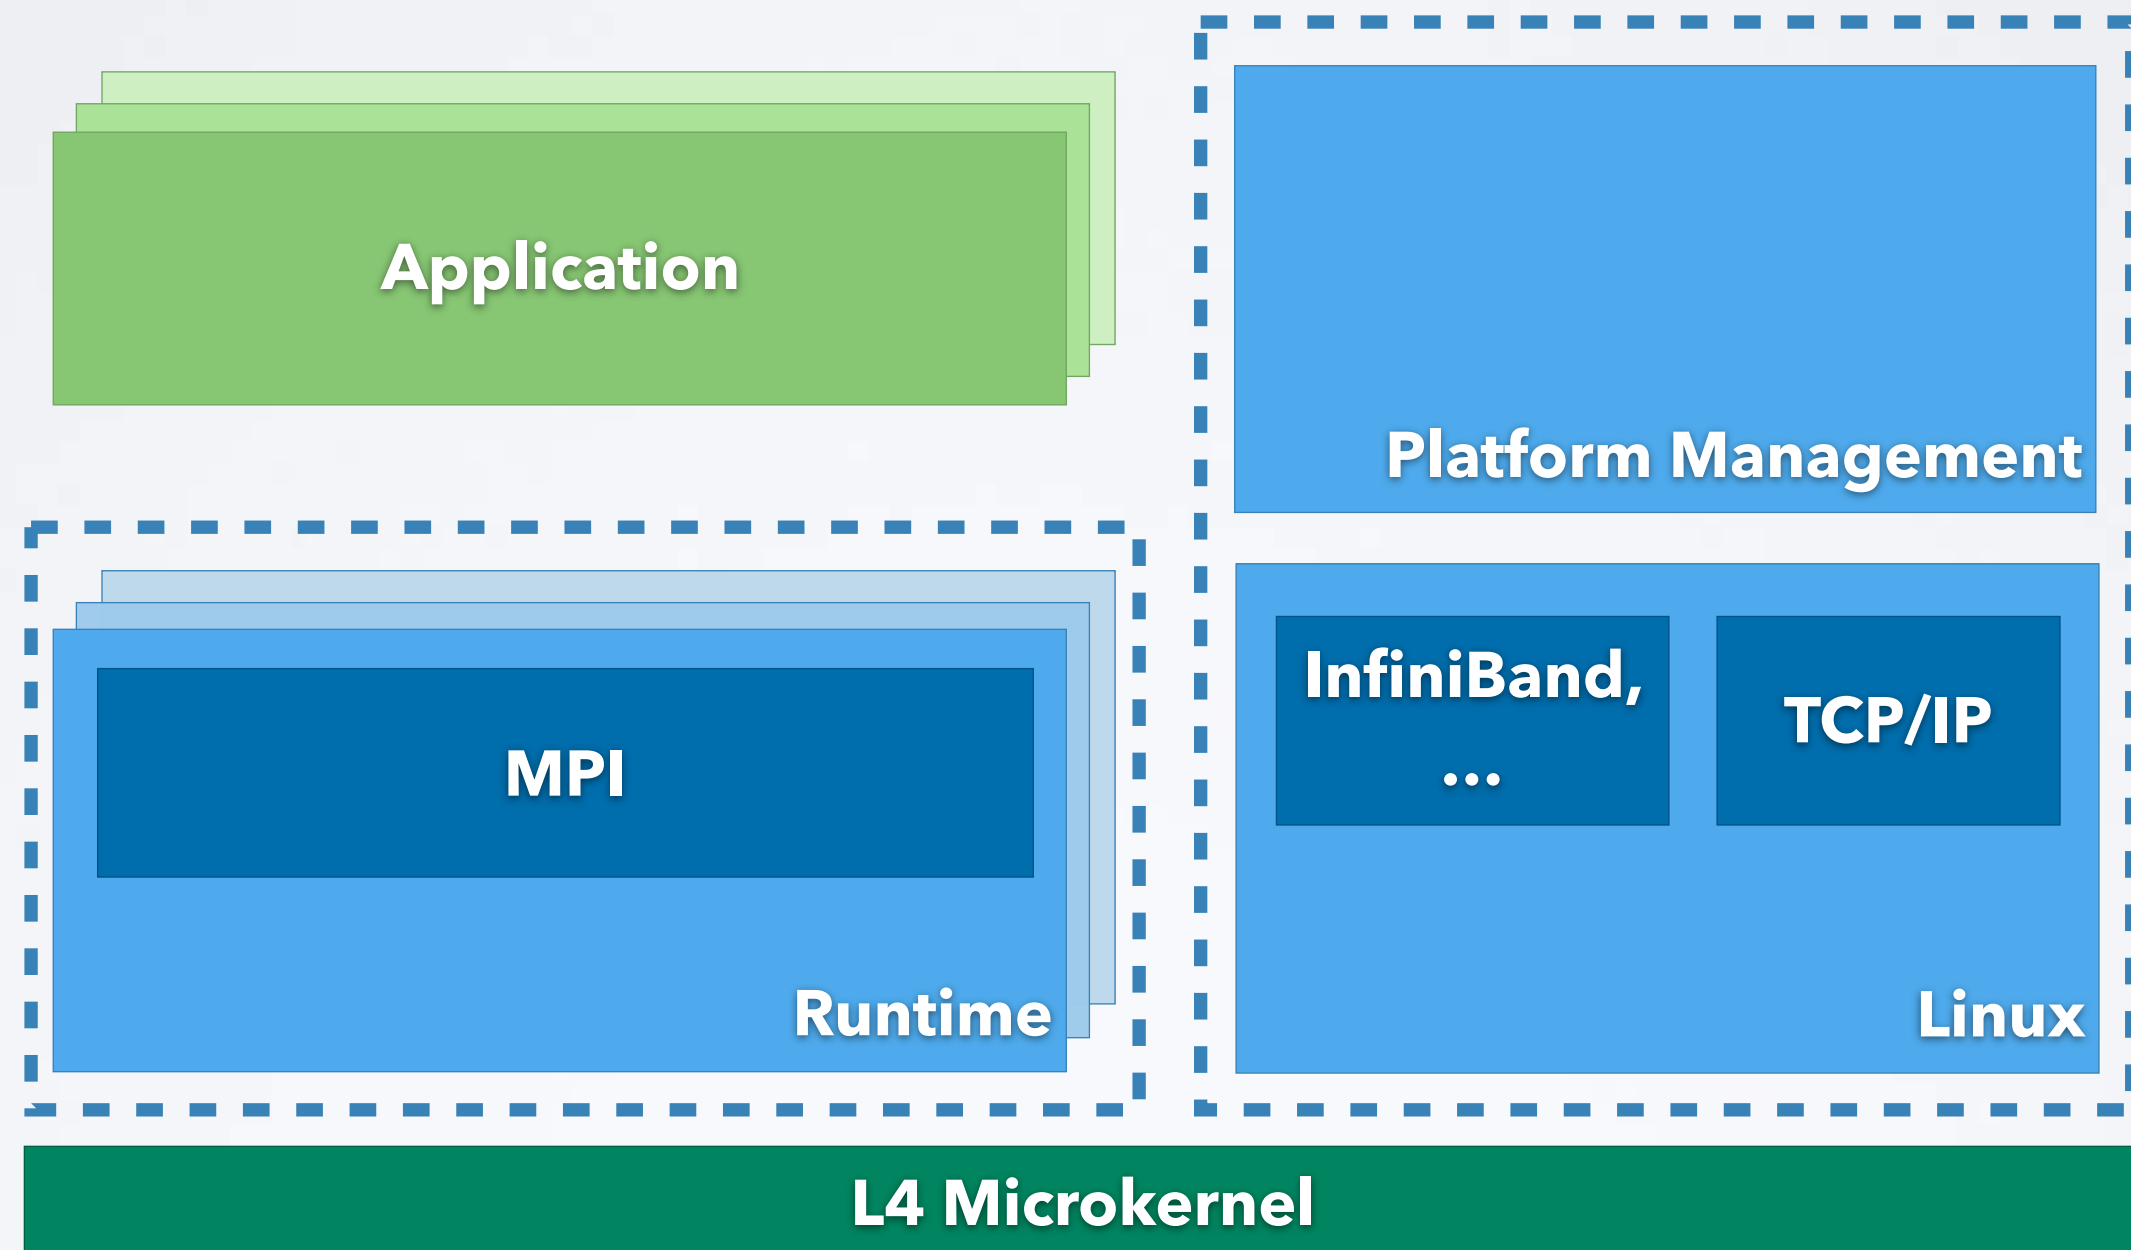 Application
Platform Management
MPI
Runtime
InfiniBand,
...
TCP/IP
Linux
L4 Microkernel